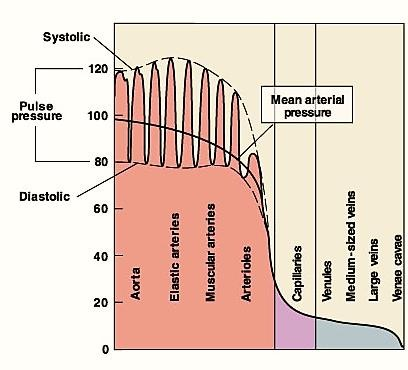 Systolic
120
Pulse
pressure
100
Mean arterial
pressure
80
Diastolic
60
40
20
0
Aorta
Elastic arteries
Muscular arteries
Arterioles
Capillaries
Venules
Medium-sized veins
Large veins
Venae cavae